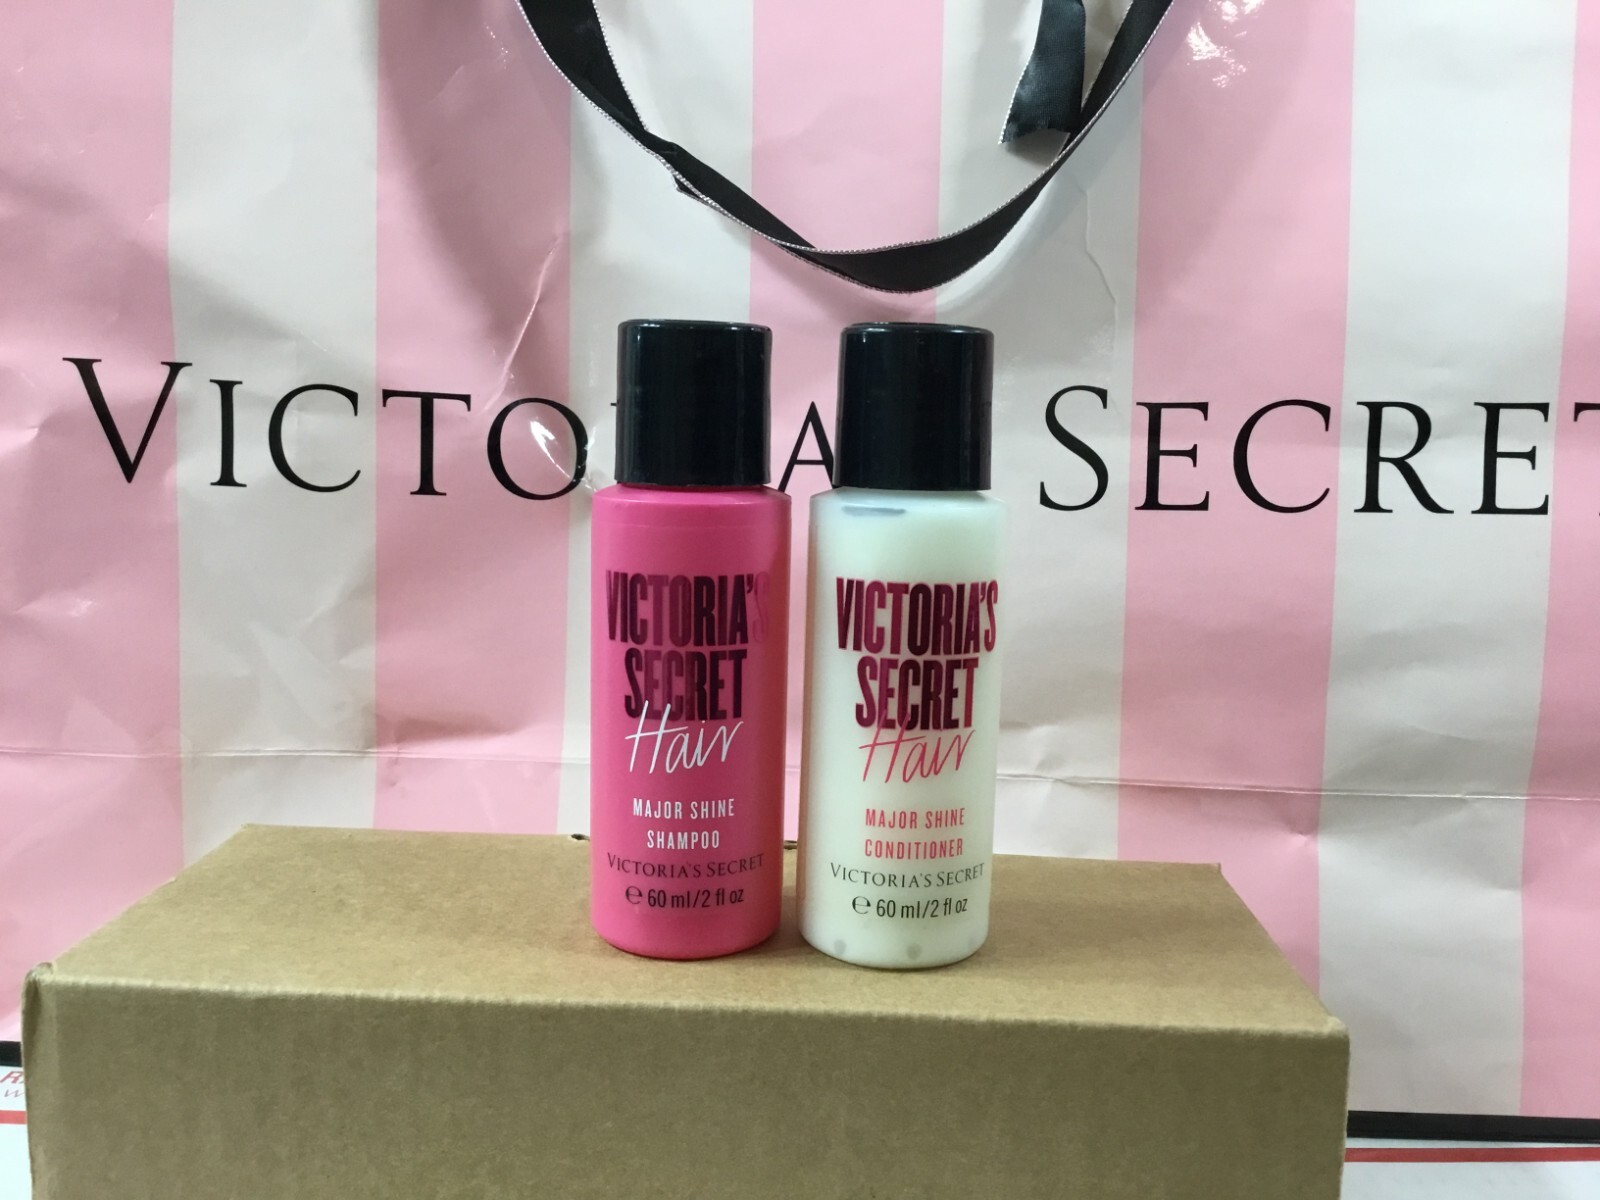 VICTO A SECRET
VICTORIA'S
SECRET
Hair
MAJOR SHINE
SHAMPOO
VICTORIA'S SECRET
℮ 60 ml/2 fl oz
VICTORIA'S
SECRET
Hair
MAJOR SHINE
CONDITIONER
VICTORIA'S SECRET
℮ 60 ml/2 fl oz